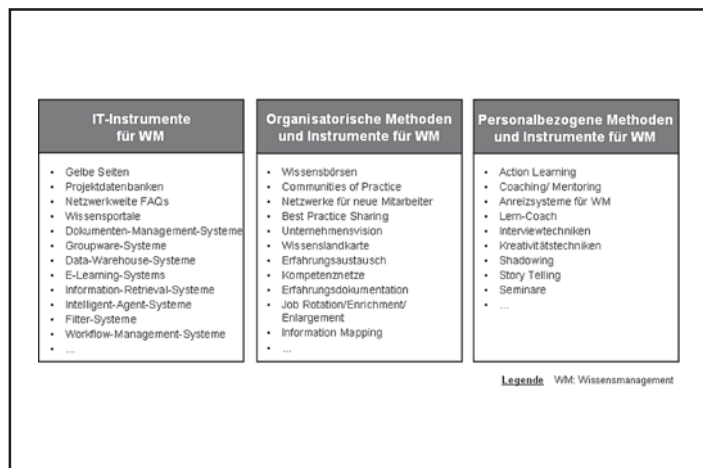 IT-Instrumente
für WM
• Gelbe Seiten
• Projektdatenbanken
• Netzwerkweite FAQs
• Wissensportale
• Dokumenten-Management-Systeme
• Groupware-Systeme
• Data-Warehouse-Systeme
• E-Learning-Systems
• Information-Retrieval-Systeme
• Intelligent-Agent-Systeme
• Filter-Systeme
• Workflow-Management-Systeme
• ...
Organisatorische Methoden
und Instrumente für WM
• Wissensbörsen
• Communities of Practice
• Netzwerke für neue Mitarbeiter
• Best Practice Sharing
• Unternehmensvision
• Wissenslandkarte
• Erfahrungsaustausch
• Kompetenznetze
• Erfahrungsdokumentation
• Job Rotation/Enrichment/
Enlargement
• Information Mapping
• ...
Personalbezogene Methoden
und Instrumente für WM
• Action Learning
• Coaching/ Mentoring
• Anreizsysteme für WM
• Lern-Coach
• Interviewtechniken
• Kreativitätstechniken
• Shadowing
• Story Telling
• Seminare
• ...
Legende WM: Wissensmanagement